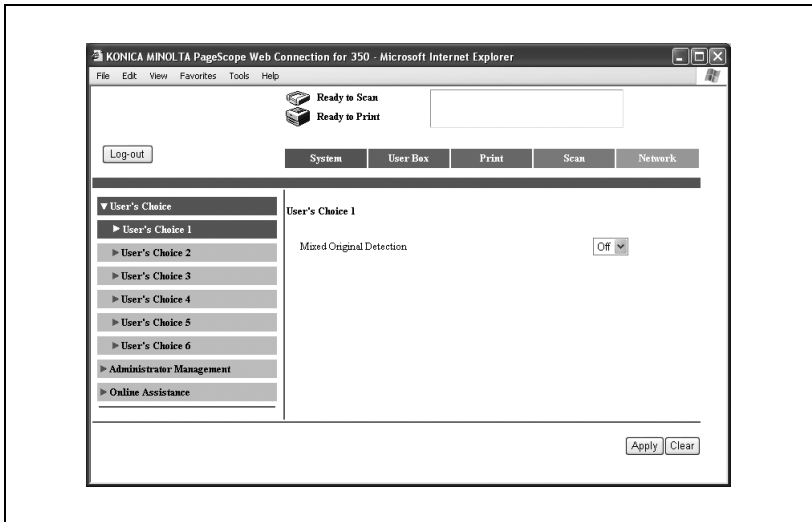 KONICA MINOLTA PageScope Web Connection for 350 - Microsoft Internet Explorer
File Edit View Favorites Tools Help
Ready to Scan
Ready to Print
Log-out
System User Box Print Scan Network
User's Choice
User's Choice 1
User's Choice 2
User's Choice 3
User's Choice 4
User's Choice 5
User's Choice 6
Administrator Management
Online Assistance
User's Choice 1
Mixed Original Detection Off
Apply Clear